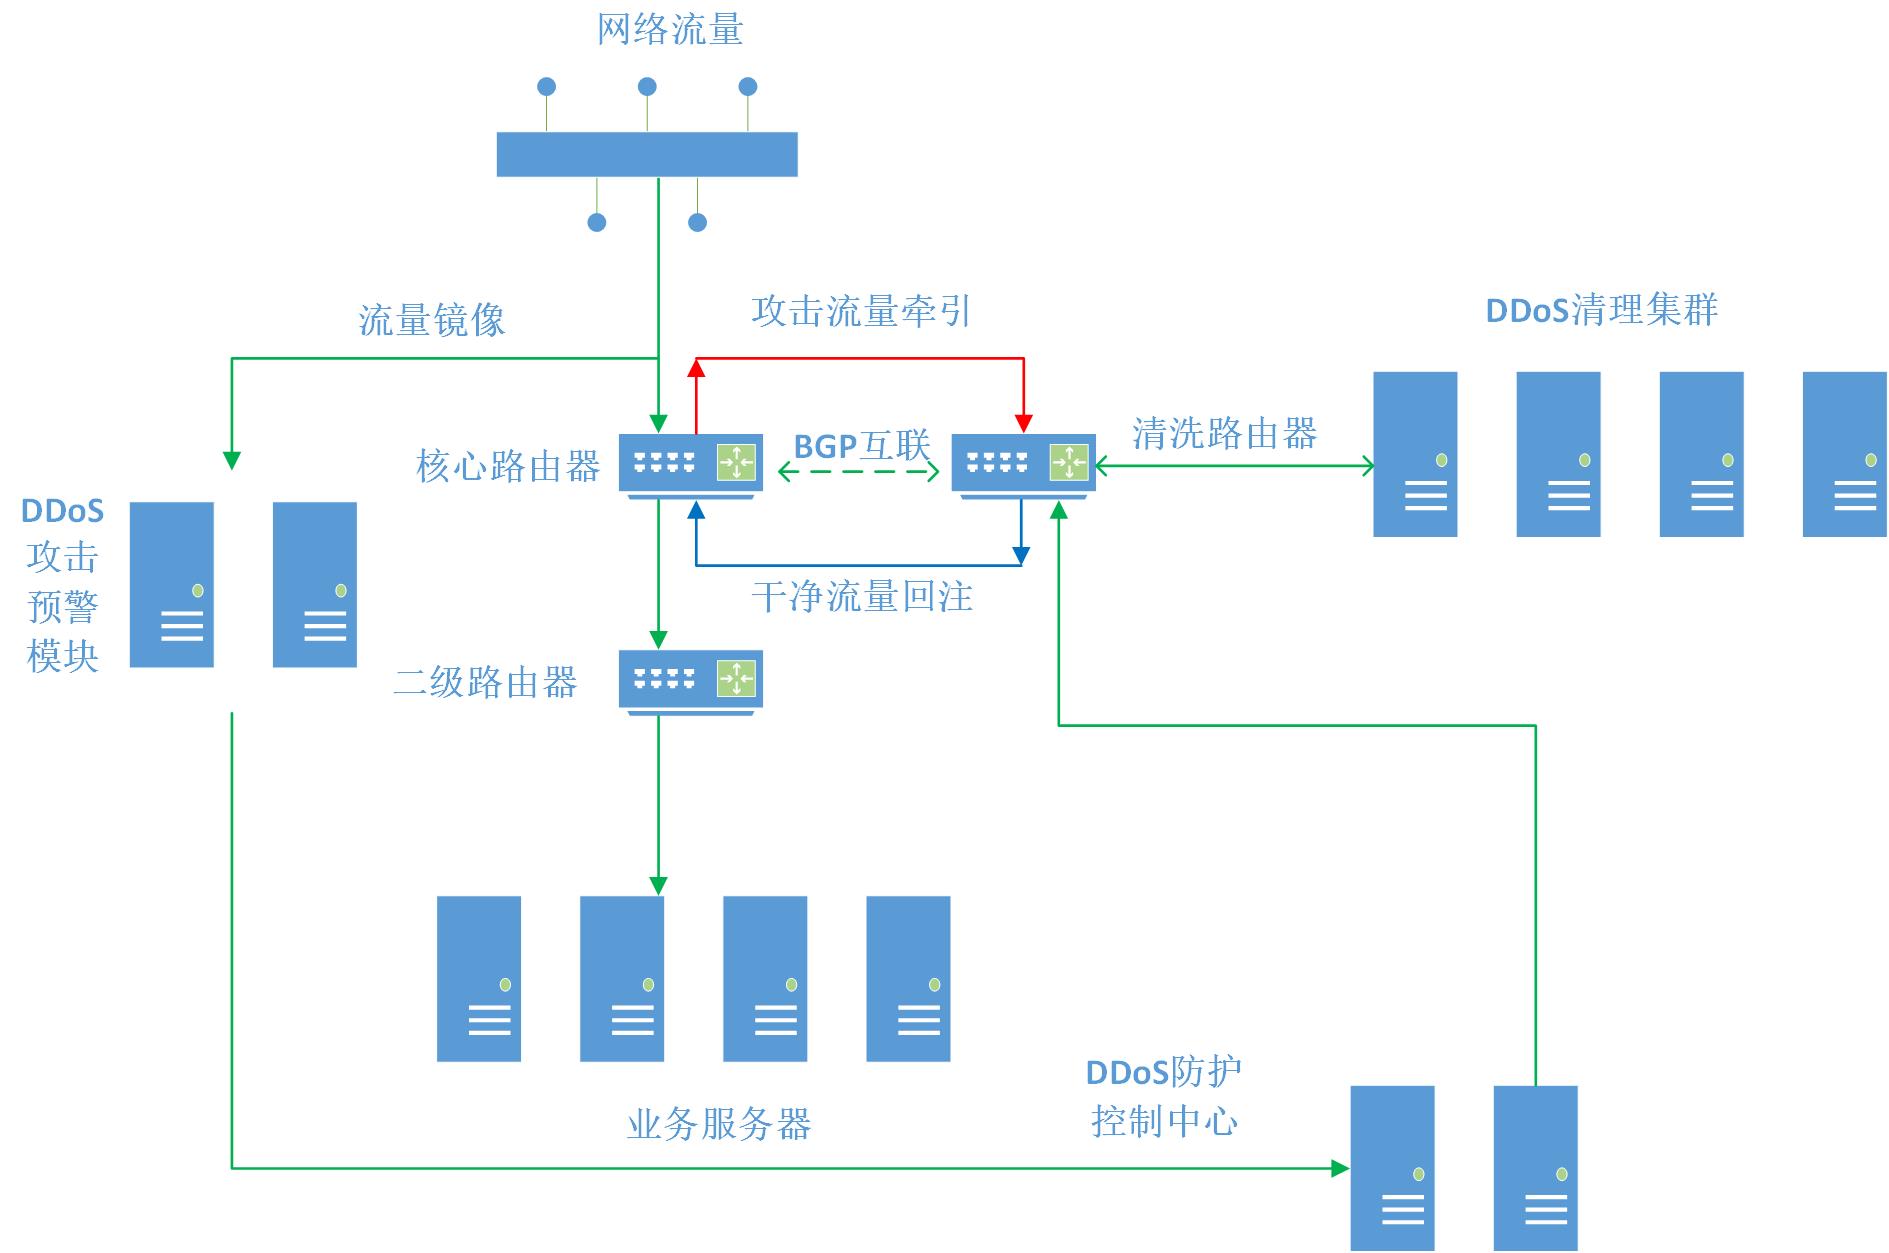 网络流量
流量镜像
攻击流量牵引
DDoS清理集群
核心路由器
BGP互联
清洗路由器
DDoS
攻击
预警
模块
干净流量回注
二级路由器
业务服务器
DDoS防护
控制中心